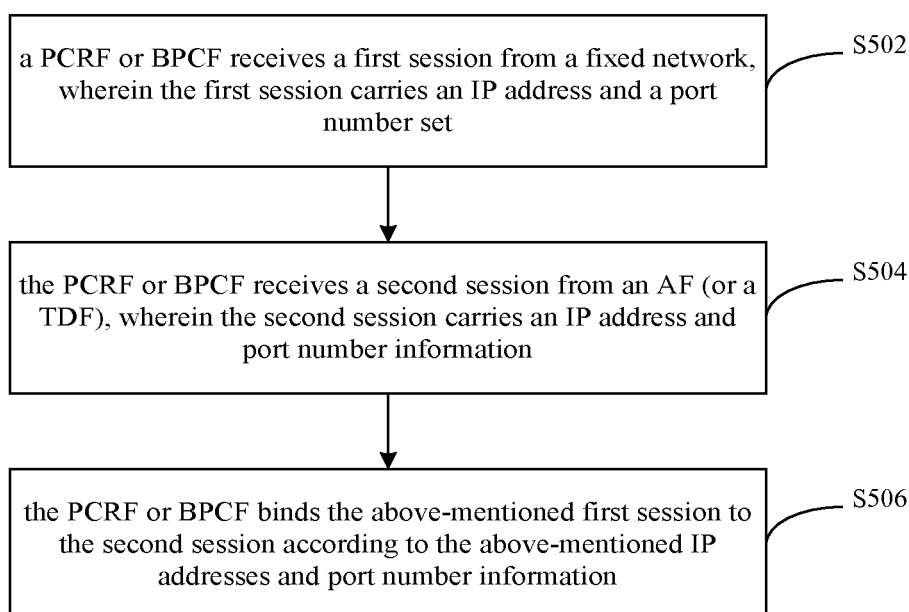 a PCRF or BPCF receives a first session from a fixed network,
wherein the first session carries an IP address and a port
number set
S502
the PCRF or BPCF receives a second session from an AF (or a
TDF), wherein the second session carries an IP address and
port number information
S504
the PCRF or BPCF binds the above-mentioned first session to
the second session according to the above-mentioned IP
addresses and port number information
S506